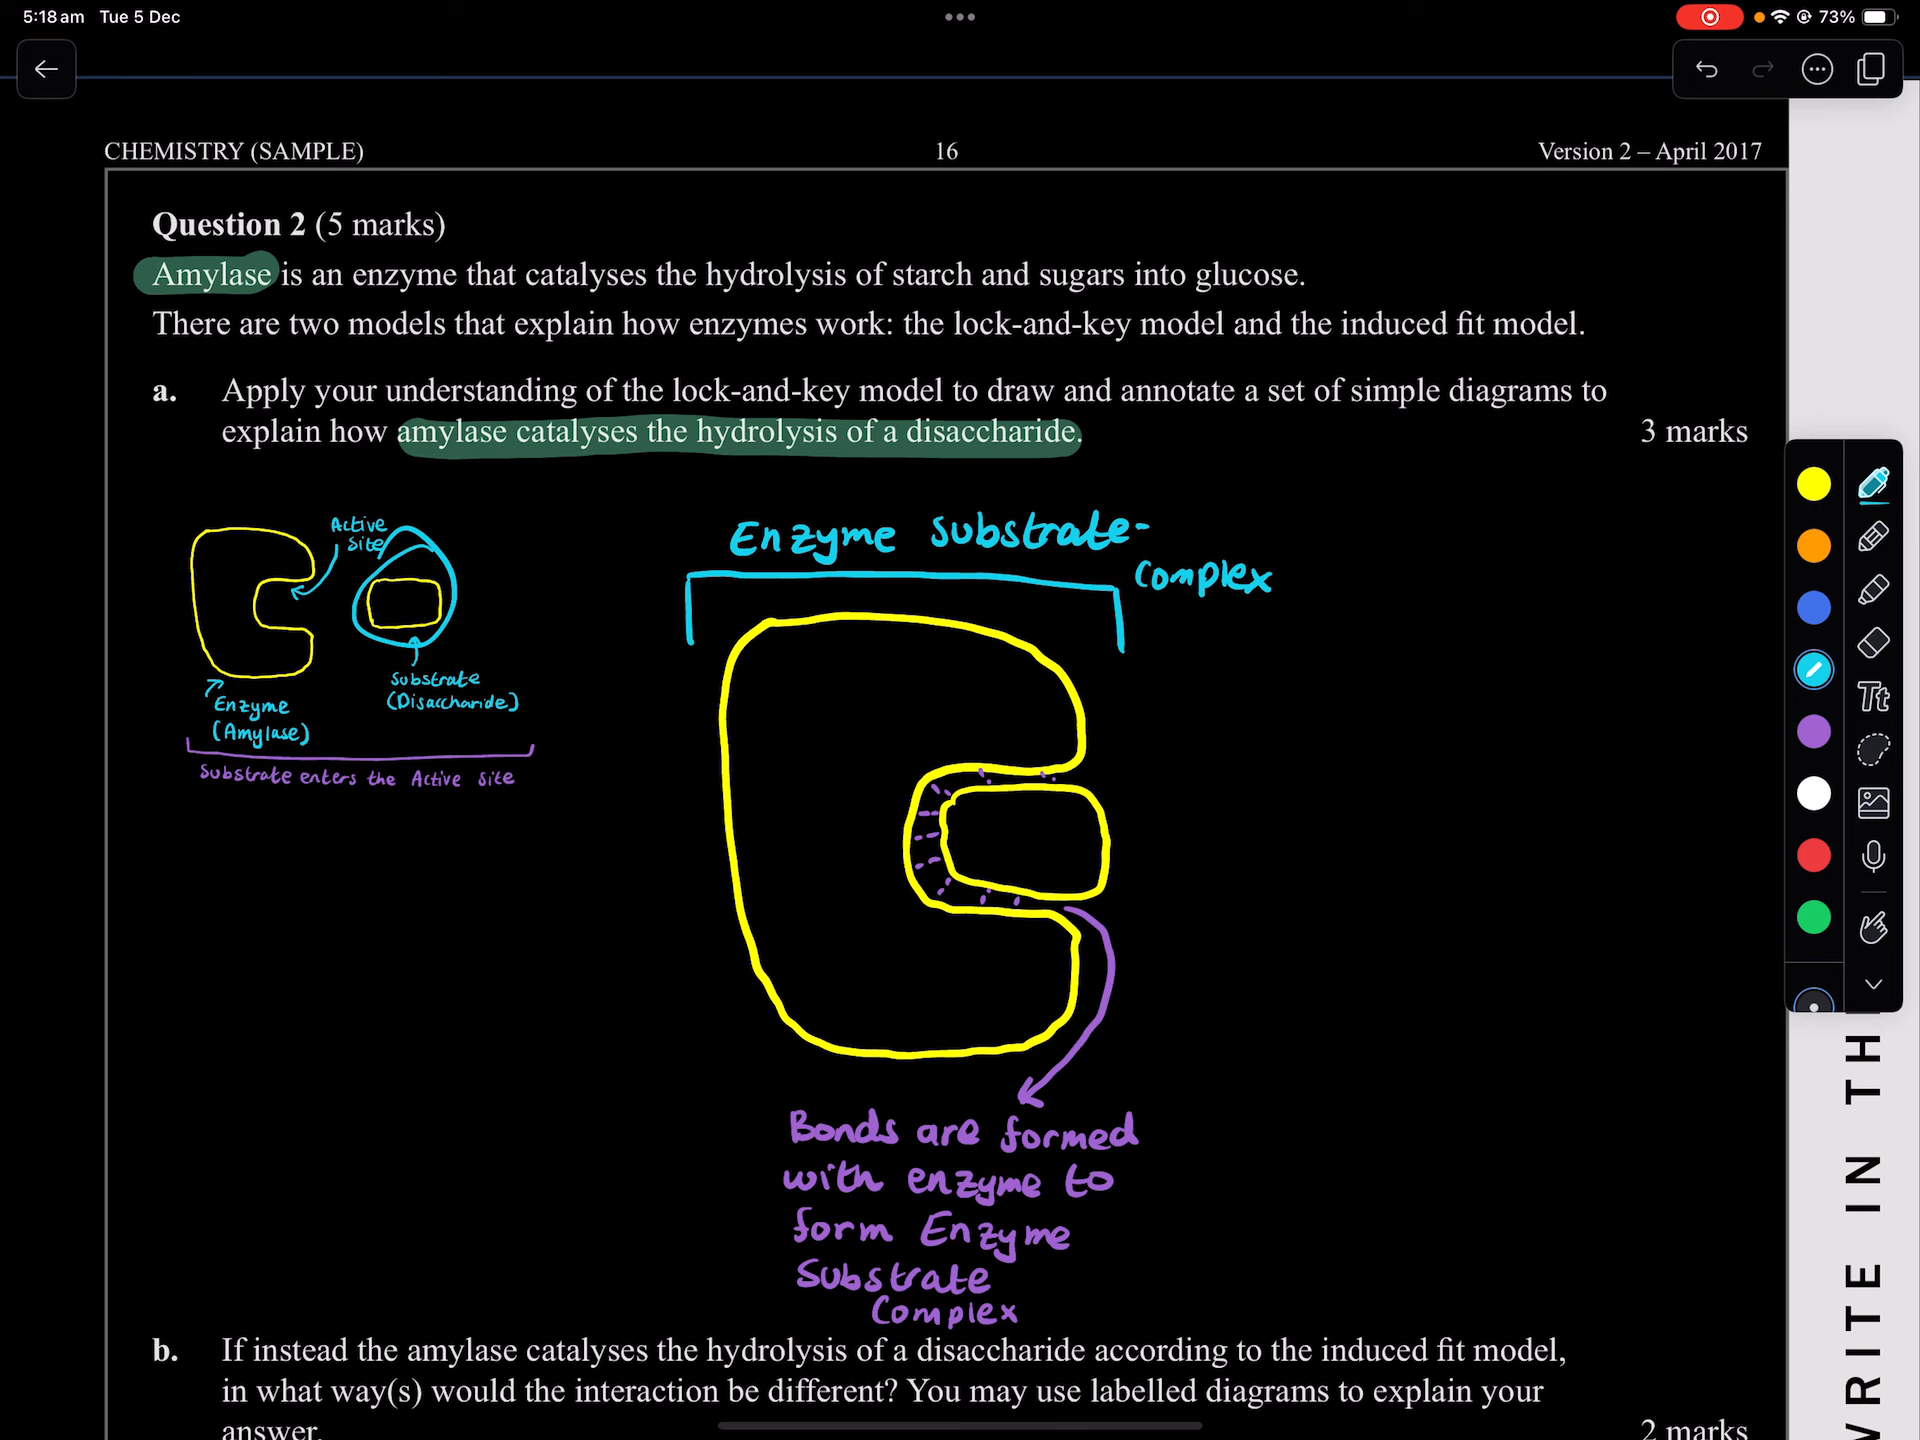 5:18 am Tue 5 Dec
73%
CHEMISTRY (SAMPLE) 16 Version 2 – April 2017
Question 2 (5 marks)
Amylase is an enzyme that catalyses the hydrolysis of starch and sugars into glucose.
There are two models that explain how enzymes work: the lock-and-key model and the induced fit model.
a. Apply your understanding of the lock-and-key model to draw and annotate a set of simple diagrams to
explain how amylase catalyses the hydrolysis of a disaccharide. 3 marks
Active
Site
Enzyme
(Amylase)
Substrate
(Disaccharide)
Substrate enters the Active Site
Enzyme Substrate-
Complex
Bonds are formed
with enzyme to
form Enzyme
Substrate
Complex
b. If instead the amylase catalyses the hydrolysis of a disaccharide according to the induced fit model,
in what way(s) would the interaction be different? You may use labelled diagrams to explain your
answer. 2 marks
Tt
WRITE IN TH